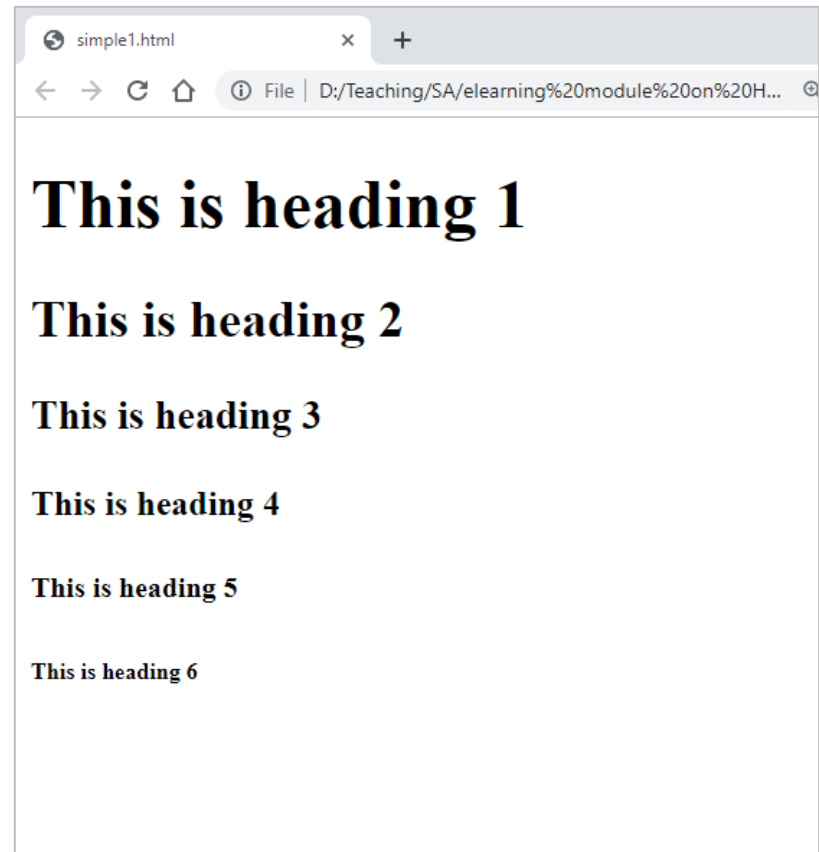 simple1.html
File | D:/Teaching/SA/elearning%20module%20on%20H...
This is heading 1
This is heading 2
This is heading 3
This is heading 4
This is heading 5
This is heading 6